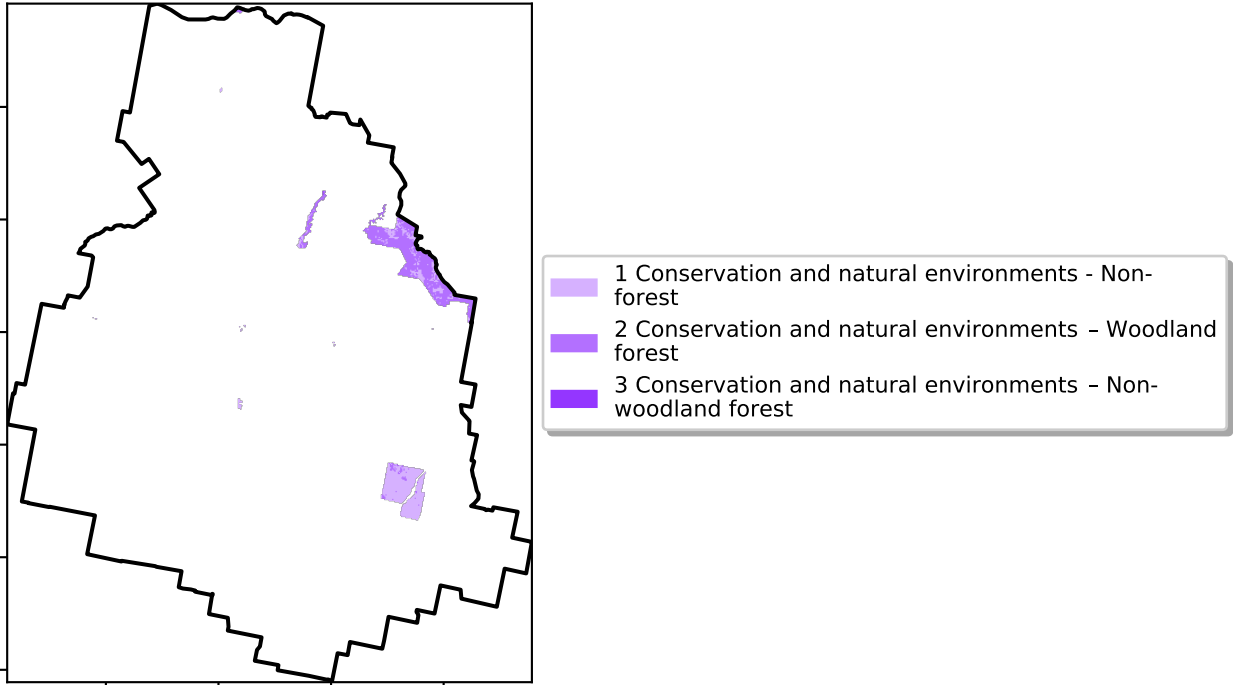 1 Conservation and natural environments - Non-
forest
2 Conservation and natural environments – Woodland
forest
3 Conservation and natural environments – Non-
woodland forest